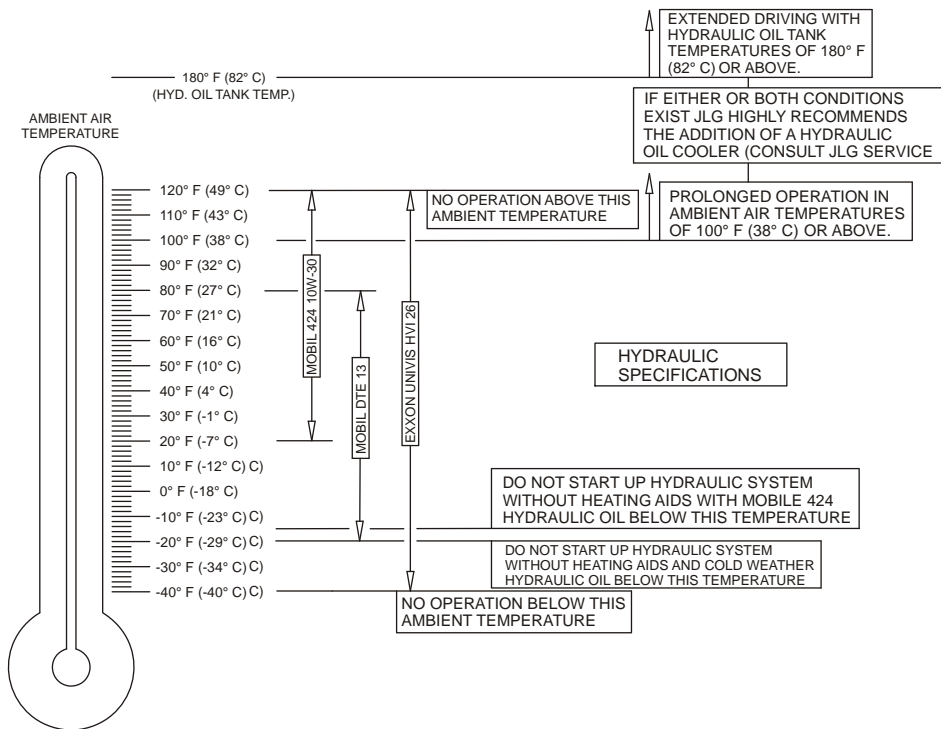 EXTENDED DRIVING WITH
HYDRAULIC OIL TANK
TEMPERATURES OF 180° F
(82° C) OR ABOVE.
180° F (82° C)
(HYD. OIL TANK TEMP.)
IF EITHER OR BOTH CONDITIONS
EXIST JLG HIGHLY RECOMMENDS
THE ADDITION OF A HYDRAULIC
OIL COOLER (CONSULT JLG SERVICE
AMBIENT AIR
TEMPERATURE
120° F (49° C)
110° F (43° C)
100° F (38° C)
90° F (32° C)
80° F (27° C)
70° F (21° C)
60° F (16° C)
50° F (10° C)
40° F (4° C)
30° F (-1° C)
20° F (-7° C)
10° F (-12° C) C)
0° F (-18° C)
-10° F (-23° C) C)
-20° F (-29° C) C)
-30° F (-34° C) C)
-40° F (-40° C) C)
NO OPERATION ABOVE THIS
AMBIENT TEMPERATURE
PROLONGED OPERATION IN
AMBIENT AIR TEMPERATURES
OF 100° F (38° C) OR ABOVE.
MOBIL 424 10W-30
MOBIL DTE 13
EXXON UNIVIS HVI 26
HYDRAULIC
SPECIFICATIONS
DO NOT START UP HYDRAULIC SYSTEM
WITHOUT HEATING AIDS WITH MOBILE 424
HYDRAULIC OIL BELOW THIS TEMPERATURE
DO NOT START UP HYDRAULIC SYSTEM
WITHOUT HEATING AIDS AND COLD WEATHER
HYDRAULIC OIL BELOW THIS TEMPERATURE
NO OPERATION BELOW THIS
AMBIENT TEMPERATURE